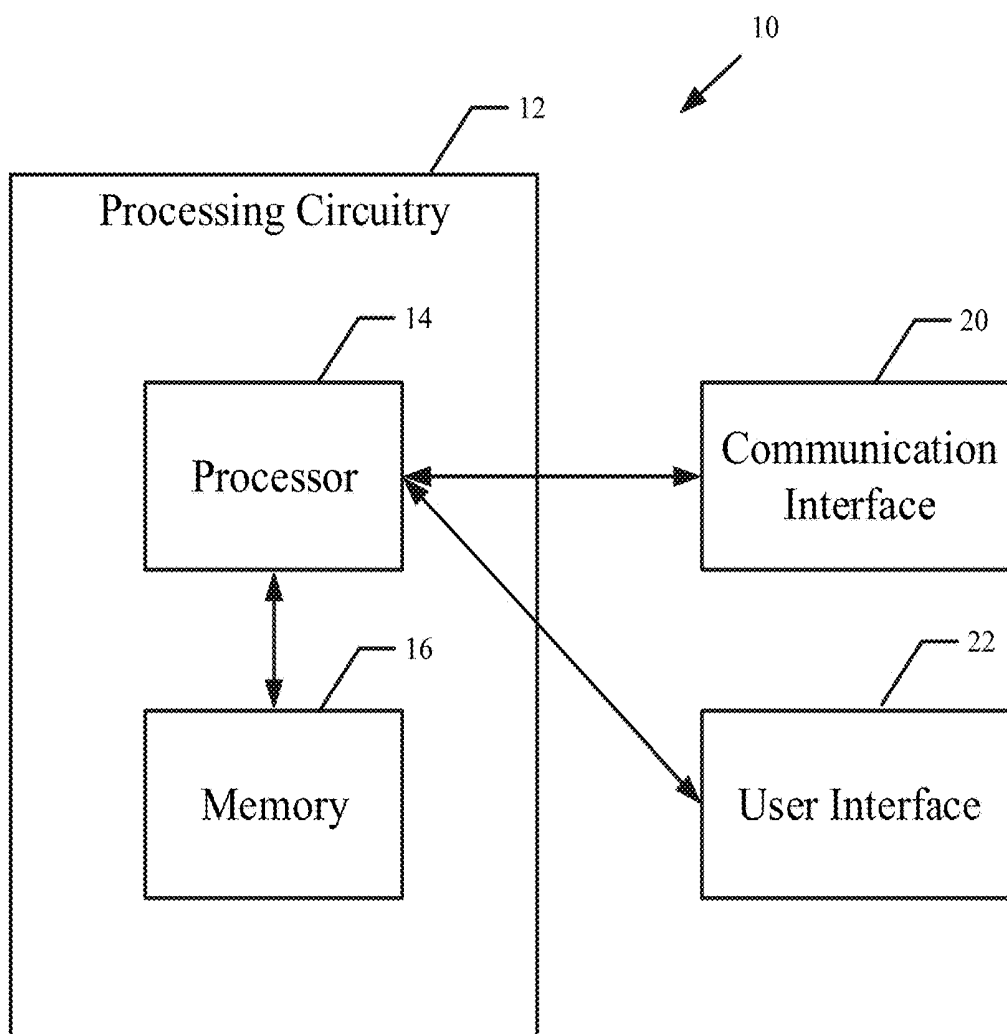 10
12
Processing Circuitry
14
20
Processor
Communication
Interface
16
22
Memory
User Interface